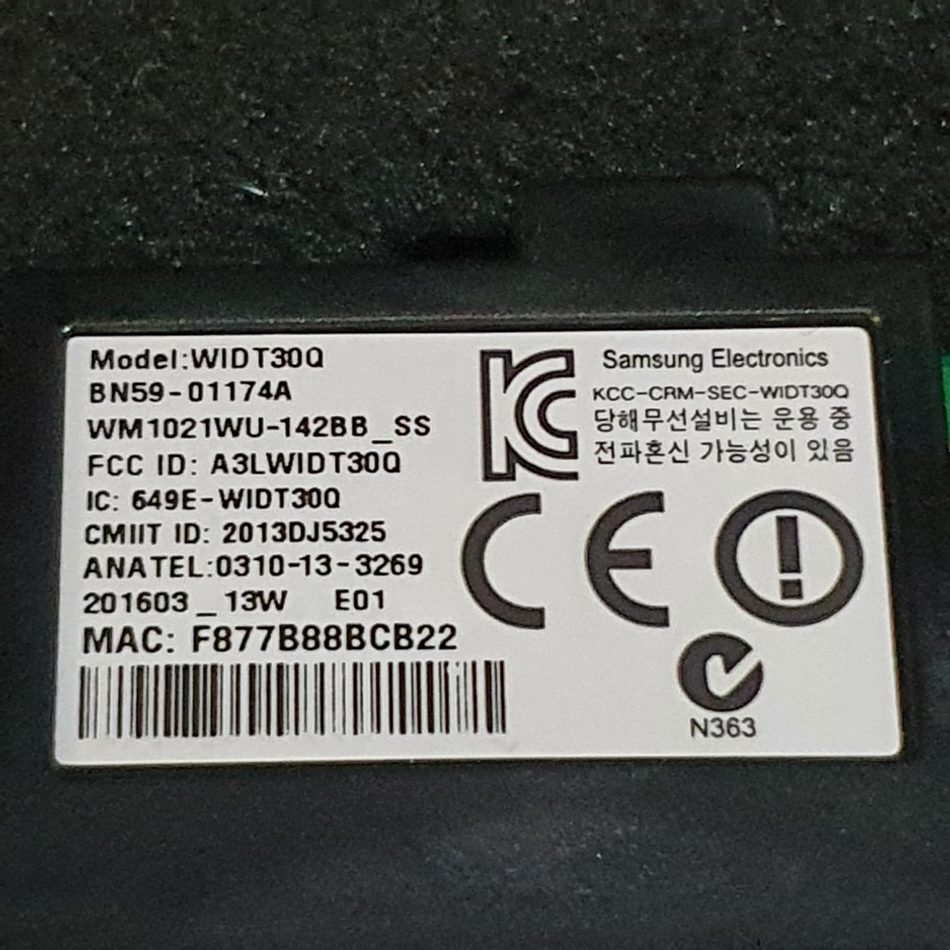 Model:WIDT30Q
BN59-01174A
WM1021WU-142BB_SS
FCC ID: A3LWIDT30Q
IC: 649E-WIDT30Q
CMIIT ID: 2013DJ5325
ANATEL:0310-13-3269
201603_13W E01
MAC: F877B88BCB22
Samsung Electronics
KCC-CRM-SEC-WIDT30Q
당해무선설비는 운용 중
전파혼신 가능성이 있음
CE
N363